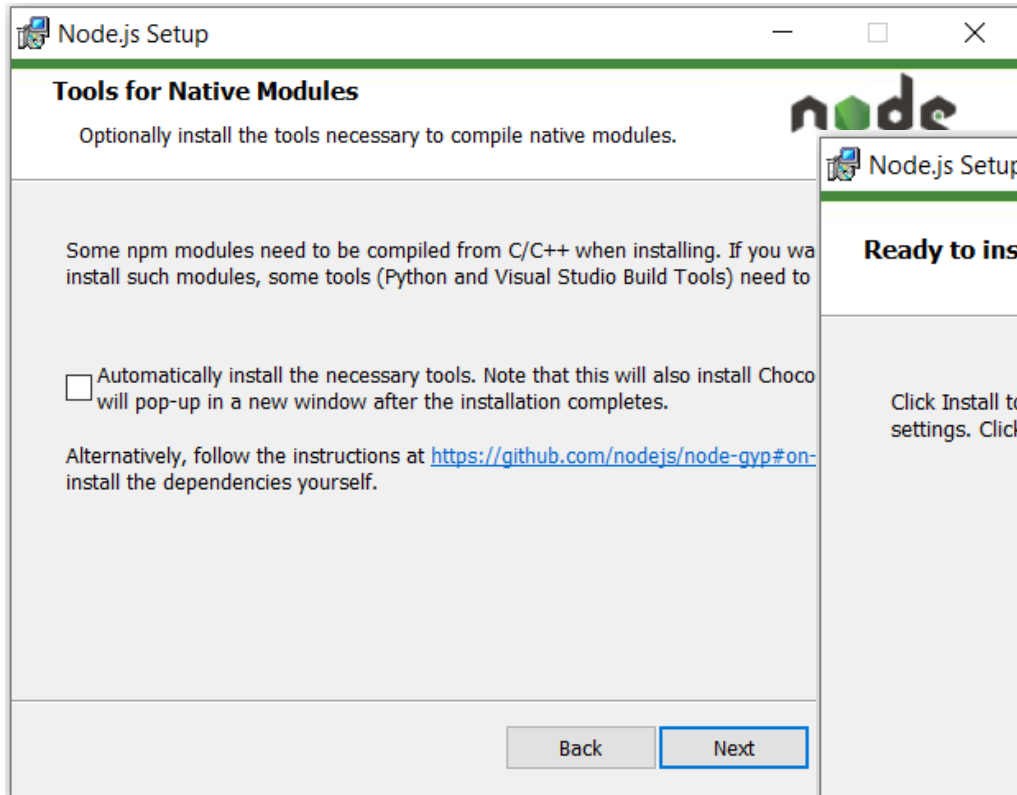 Node.js Setup
Tools for Native Modules
Optionally install the tools necessary to compile native modules.
node
Some npm modules need to be compiled from C/C++ when installing. If you wa
install such modules, some tools (Python and Visual Studio Build Tools) need to
Automatically install the necessary tools. Note that this will also install Choco
will pop-up in a new window after the installation completes.
Alternatively, follow the instructions at https://github.com/nodejs/node-gyp#on-
install the dependencies yourself.
Back
Next
Node.js Setup
Ready to ins
Click Install to
settings. Click